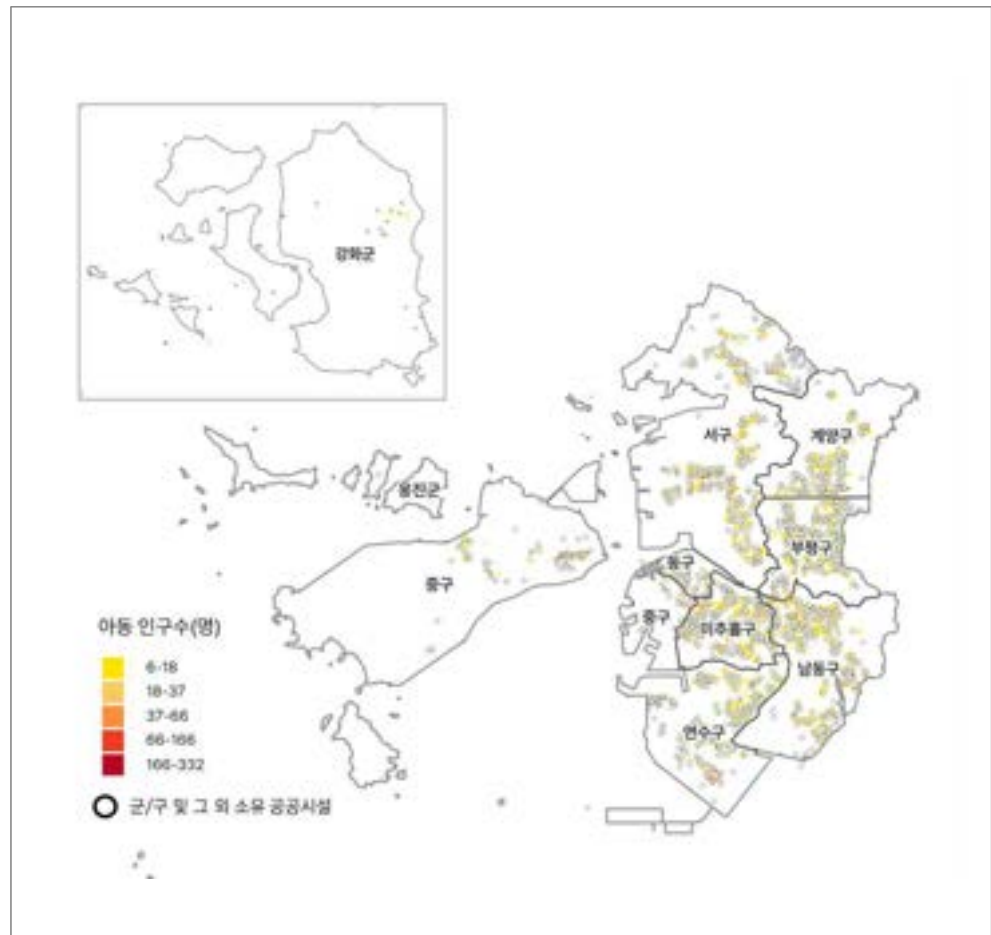 강화군
서구
계양구
옹진군
부평구
동구
중구
중구
미추홀구
남동구
연수구
아동 인구수(명)
6-18
18-37
37-66
66-166
166-332
군/구 및 그 외 소유 공공시설